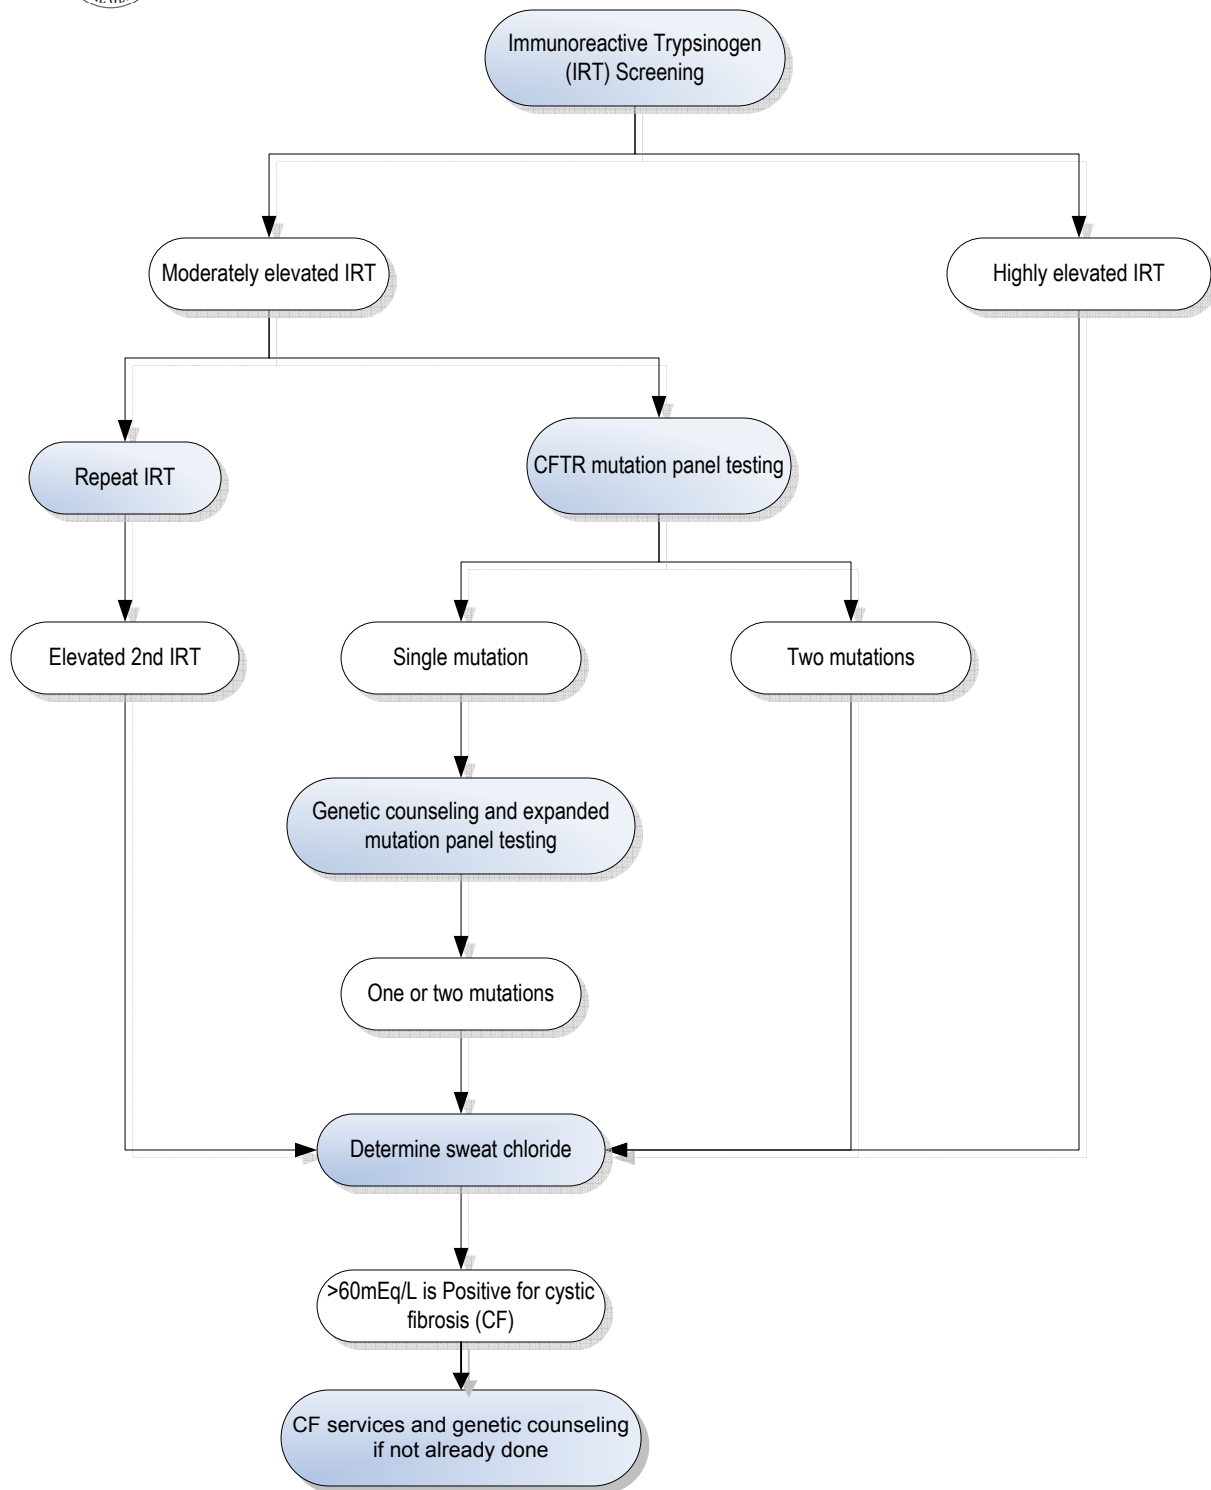 Immunoreactive Trypsinogen
(IRT) Screening
Moderately elevated IRT
Highly elevated IRT
Repeat IRT
CFTR mutation panel testing
Elevated 2nd IRT
Single mutation
Two mutations
Genetic counseling and expanded
mutation panel testing
One or two mutations
Determine sweat chloride
>60mEq/L is Positive for cystic
fibrosis (CF)
CF services and genetic counseling
if not already done